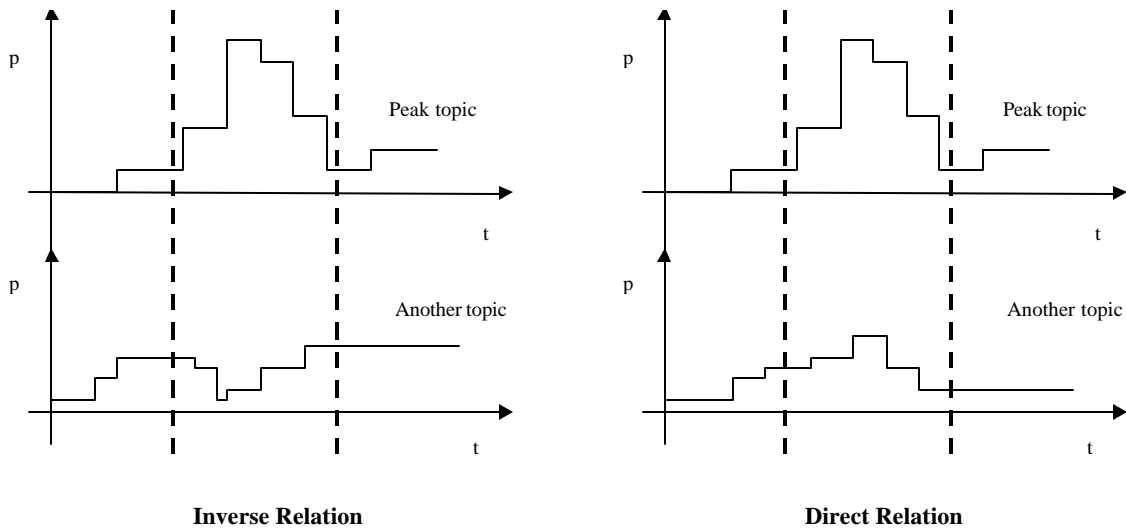 p
Peak topic
t
p
Another topic
t
Inverse Relation
p
Peak topic
t
p
Another topic
t
Direct Relation